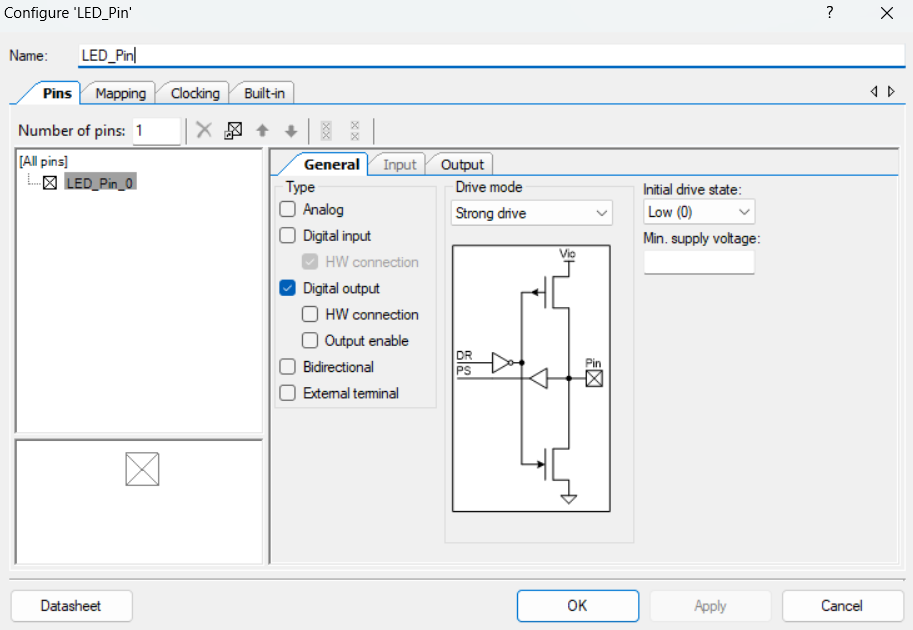 Configure 'LED_Pin'
?
Name: LED_Pin
Pins Mapping Clocking Built-in
Number of pins: 1
[All pins]
LED_Pin_0
General Input Output
Type
Analog
Digital input
HW connection
Digital output
HW connection
Output enable
Bidirectional
External terminal
Drive mode
Strong drive
Vio
DR
PS
Pin
Initial drive state:
Low (0)
Min. supply voltage:
Datasheet OK Apply Cancel